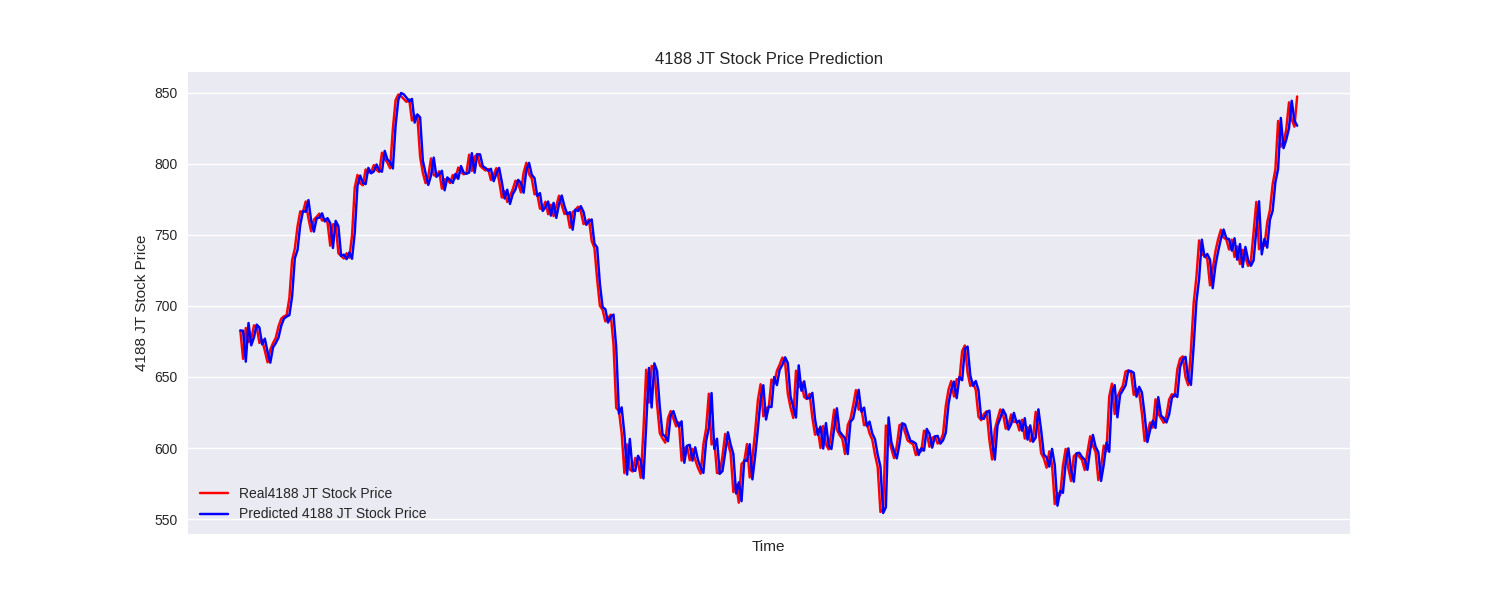 4188 JT Stock Price Prediction
850
800
750
700
650
600
550
4188 JT Stock Price
Real4188 JT Stock Price
Predicted 4188 JT Stock Price
Time